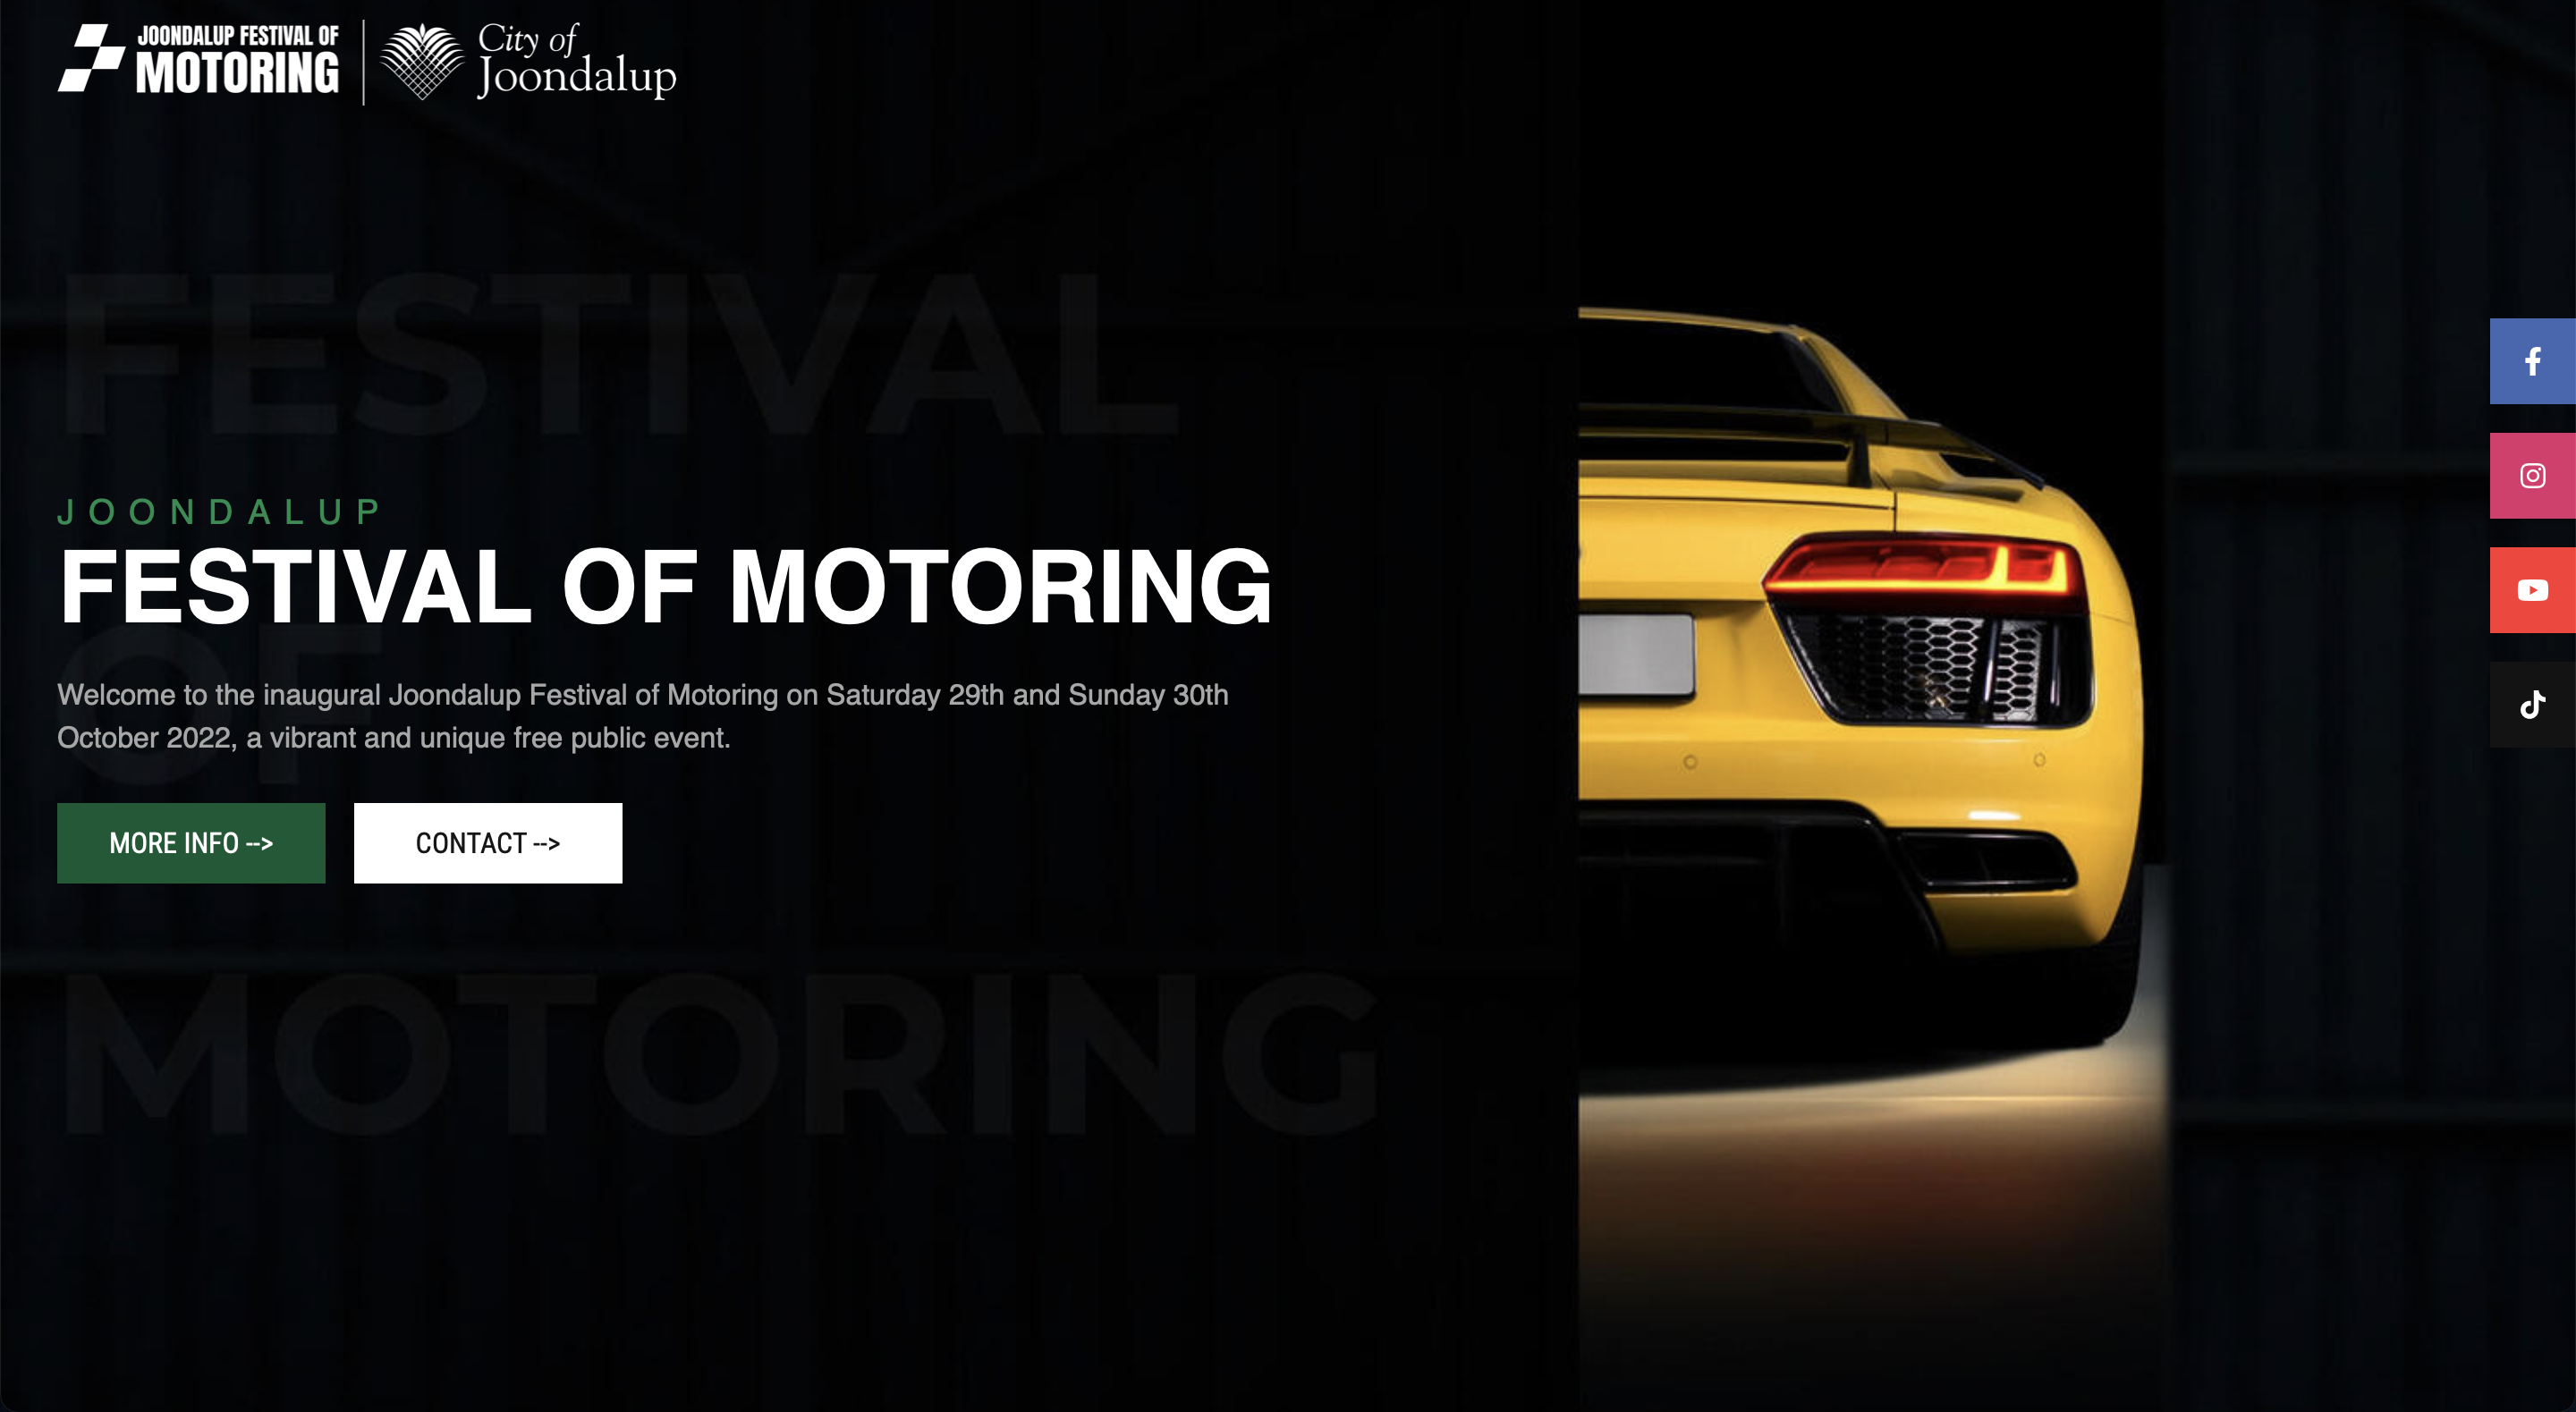 JOONDALUP FESTIVAL OF
MOTORING
City of
Joondalup
FESTIVAL
JOONDALUP
FESTIVAL OF MOTORING
OF
Welcome to the inaugural Joondalup Festival of Motoring on Saturday 29th and Sunday 30th
October 2022, a vibrant and unique free public event.
MORE INFO -->
CONTACT -->
MOTORING